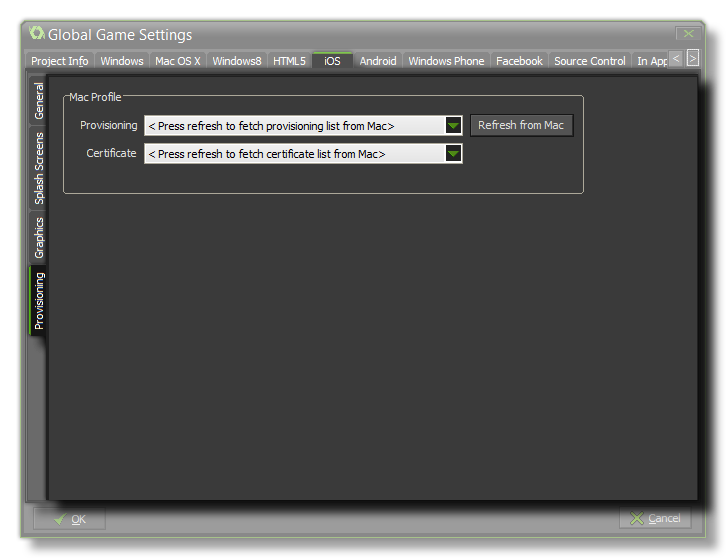 Global Game Settings
Project Info Windows Mac OS X Windows8 HTML5 iOS Android Windows Phone Facebook Source Control In App < >
General
Splash Screens
Graphics
Provisioning
Mac Profile
Provisioning < Press refresh to fetch provisioning list from Mac> Refresh from Mac
Certificate < Press refresh to fetch certificate list from Mac>
OK Cancel